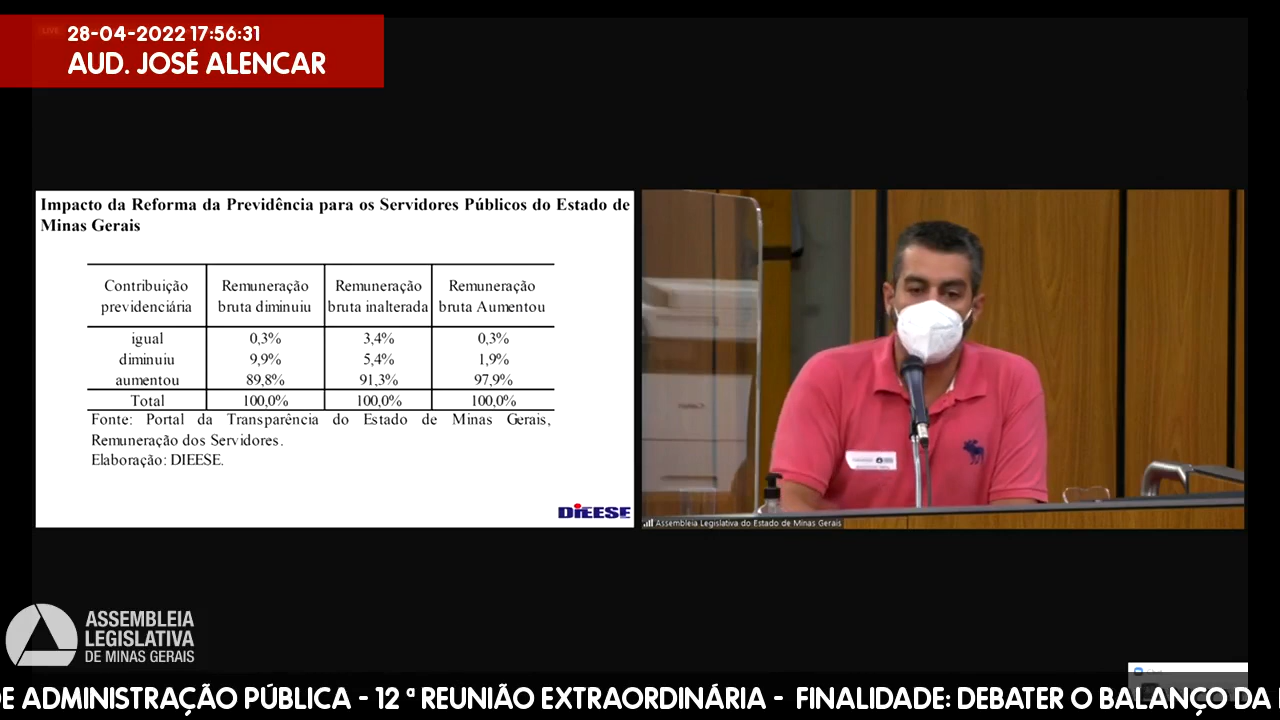 28-04-2022 17:56:31
AUD. JOSÉ ALENCAR
Impacto da Reforma da Previdência para os Servidores Públicos do Estado de
Minas Gerais
Contribuição previdenciária | Remuneração bruta diminuiu | Remuneração bruta inalterada | Remuneração bruta Aumentou
igual 0,3% 3,4% 0,3%
diminuiu 9,9% 5,4% 1,9%
aumentou 89,8% 91,3% 97,9%
Total 100,0% 100,0% 100,0%
Fonte: Portal da Transparência do Estado de Minas Gerais,
Remuneração dos Servidores.
Elaboração: DIEESE.
DIEESE
Assembleia Legislativa do Estado de Minas Gerais
ASSEMBLEIA
LEGISLATIVA
DE MINAS GERAIS
DE ADMINISTRAÇÃO PÚBLICA - 12 ª REUNIÃO EXTRAORDINÁRIA - FINALIDADE: DEBATER O BALANÇO DA